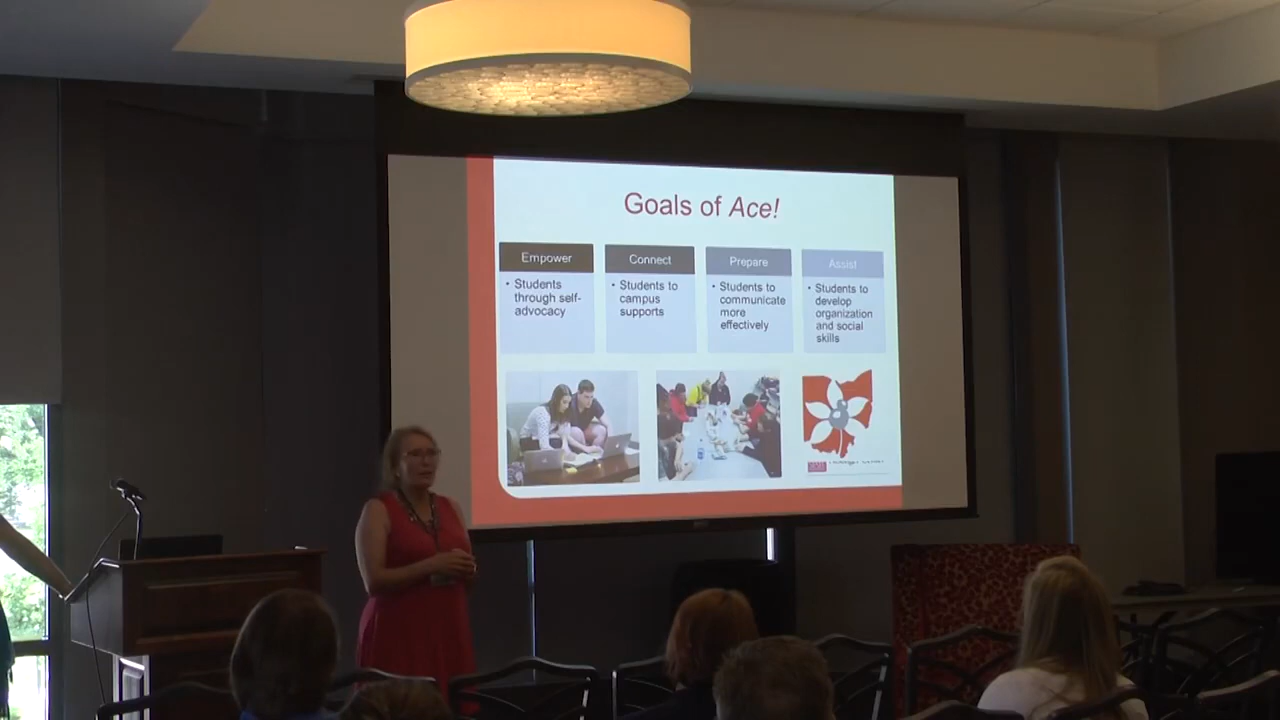 Goals of Ace!
Empower
Connect
Prepare
Assist
• Students
through self-
advocacy
• Students to
campus
supports
• Students to
communicate
more
effectively
• Students to
develop
organization
and social
skills